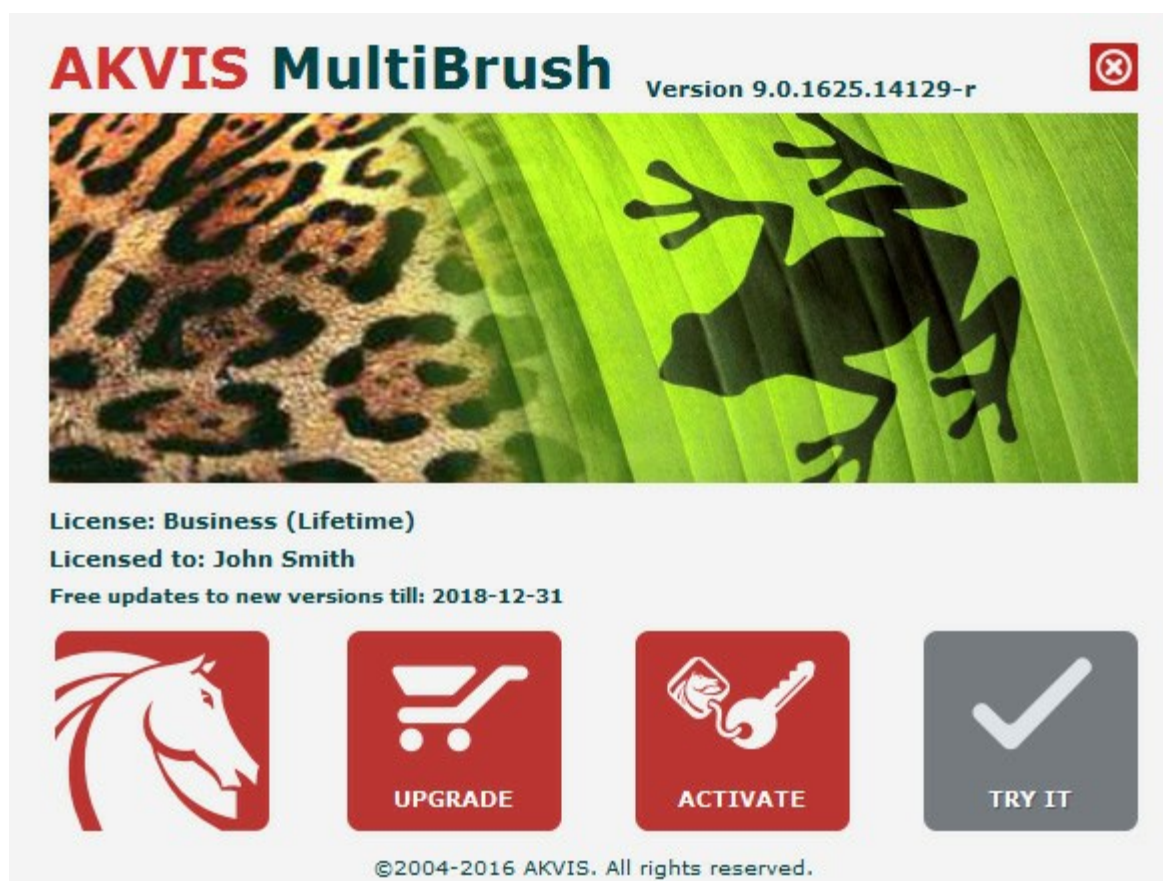 AKVIS MultiBrush Version 9.0.1625.14129-r
License: Business (Lifetime)
Licensed to: John Smith
Free updates to new versions till: 2018-12-31
UPGRADE ACTIVATE TRY IT
©2004-2016 AKVIS. All rights reserved.